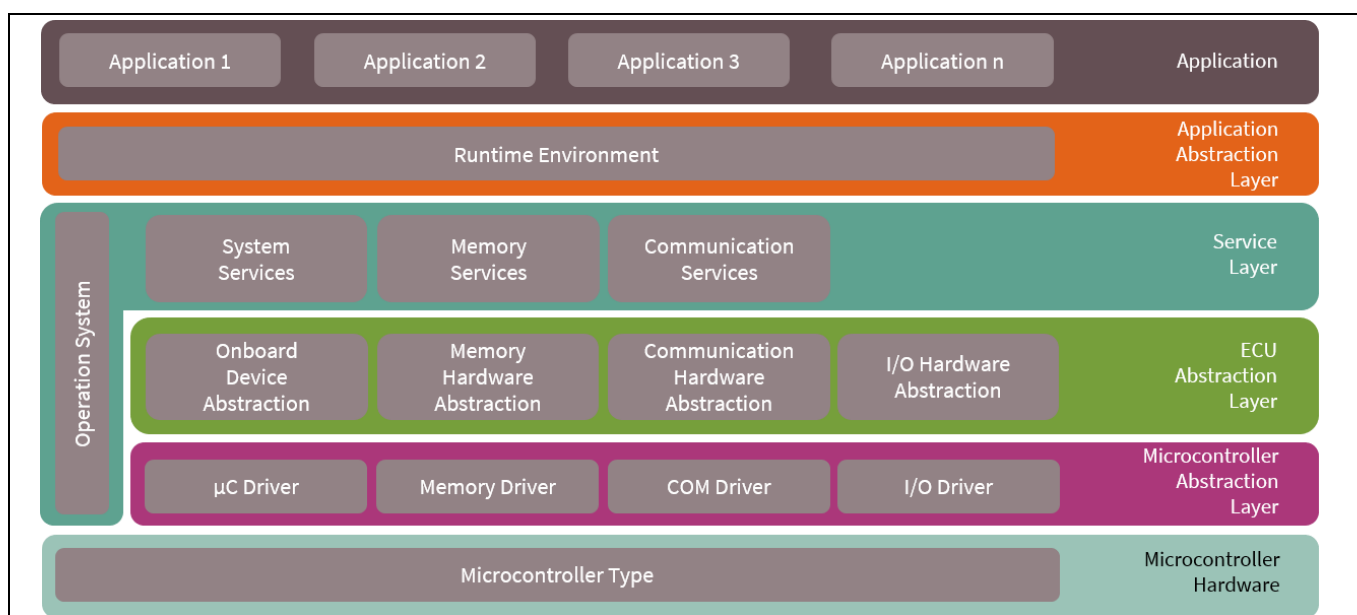 Application 1
Application 2
Application 3
Application n
Application
Runtime Environment
Application
Abstraction
Layer
Operation System
System
Services
Memory
Services
Communication
Services
Service
Layer
Onboard
Device
Abstraction
Memory
Hardware
Abstraction
Communication
Hardware
Abstraction
I/O Hardware
Abstraction
ECU
Abstraction
Layer
µC Driver
Memory Driver
COM Driver
I/O Driver
Microcontroller
Abstraction
Layer
Microcontroller Type
Microcontroller
Hardware